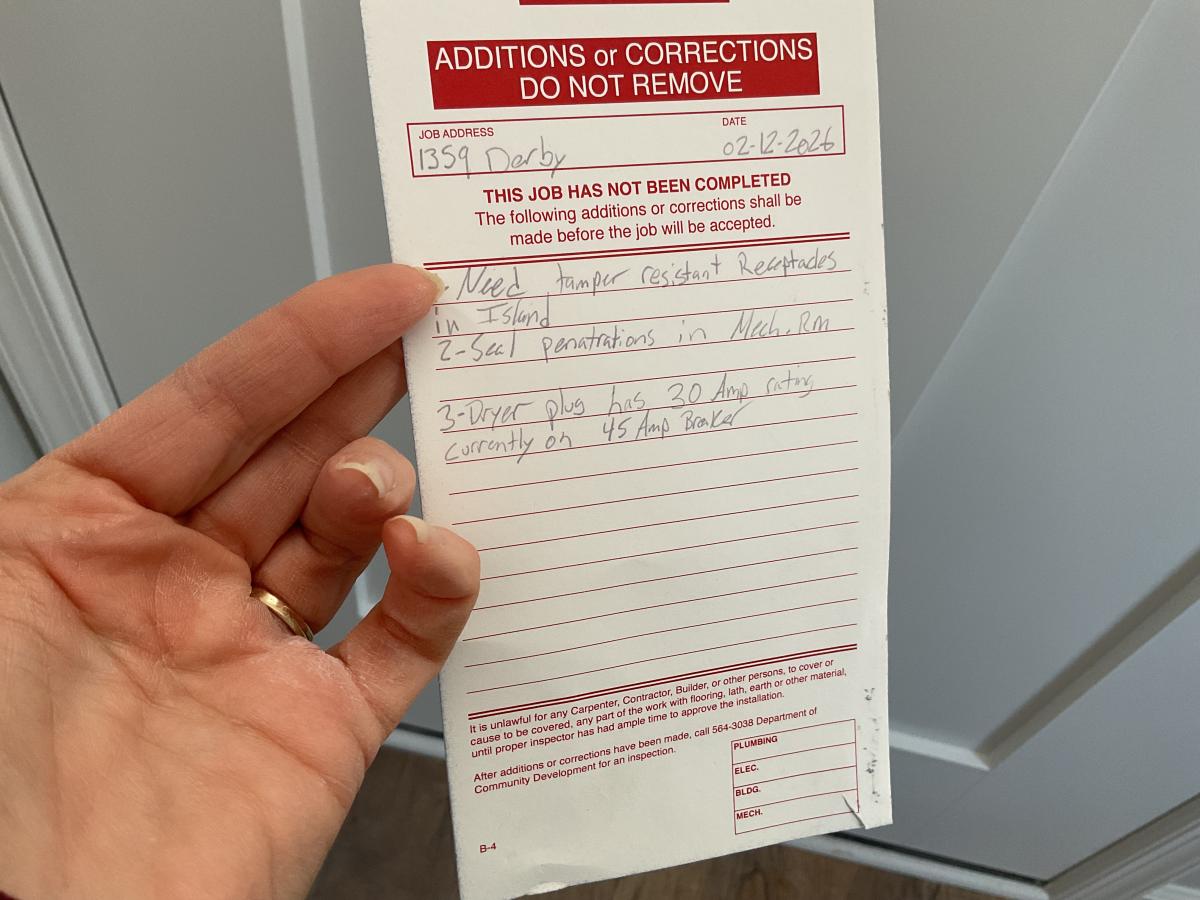 ADDITIONS or CORRECTIONS
DO NOT REMOVE
JOB ADDRESS
DATE
1359 Derby
02-12-2026
THIS JOB HAS NOT BEEN COMPLETED
The following additions or corrections shall be
made before the job will be accepted.
- Need tamper resistant Receptacles
in Island
2-Seal penatrations in Mech. Rm
3-Dryer plug has 30 Amp rating
currently on 45 Amp Breaker
It is unlawful for any Carpenter, Contractor, Builder, or other persons, to cover or
cause to be covered, any part of the work with flooring, lath, earth or other material,
until proper inspector has had ample time to approve the installation.
After additions or corrections have been made, call 564-3038 Department of
Community Development for an inspection.
PLUMBING
ELEC.
BLDG.
MECH.
B-4